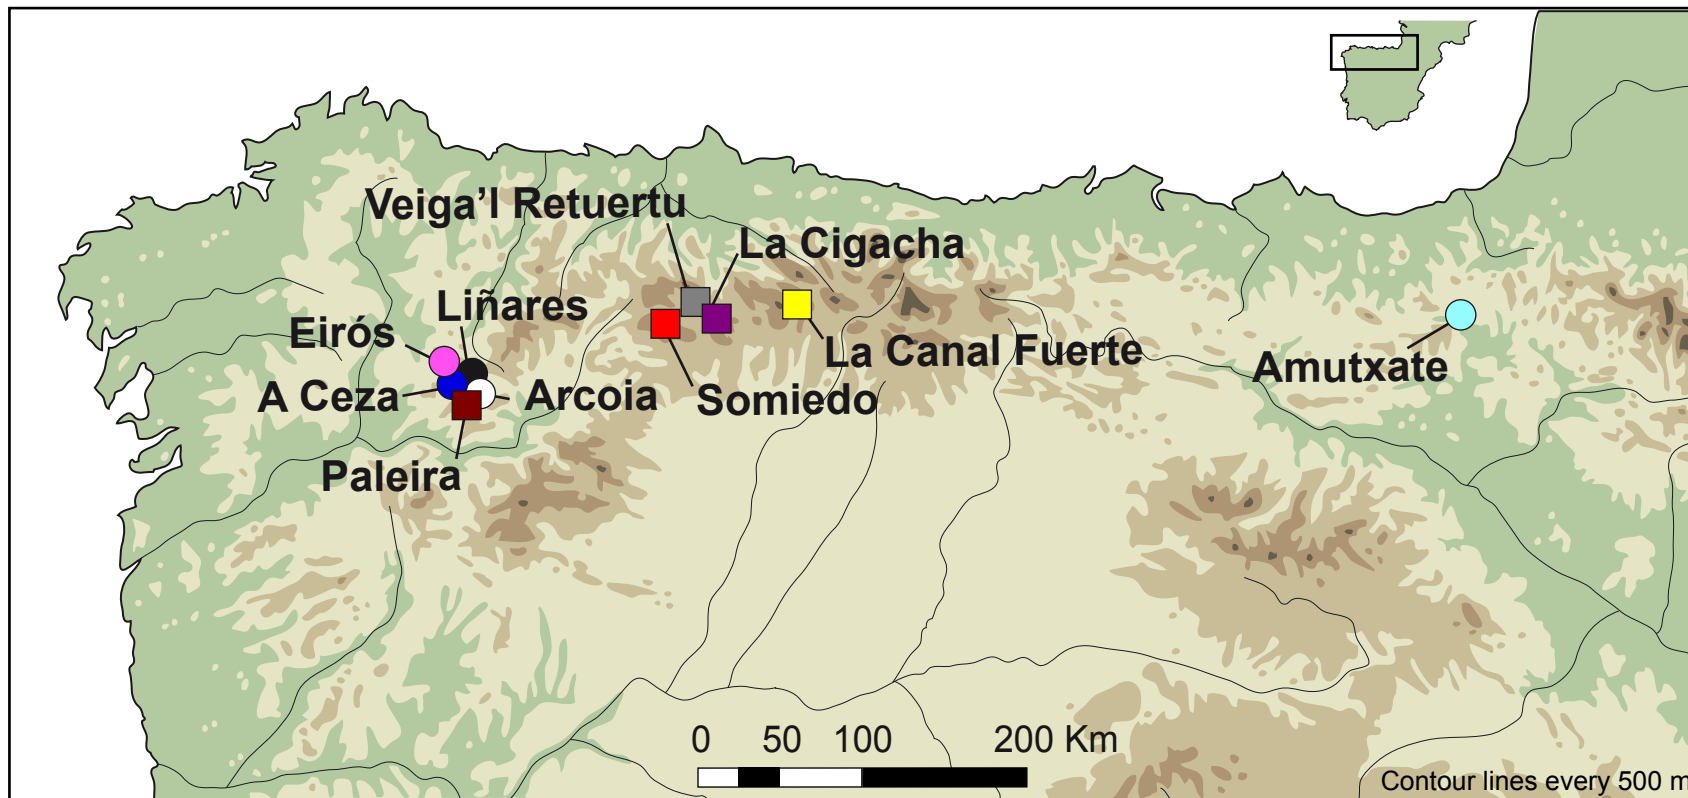 Veiga'l Retuertu
La Cigacha
Liñares
Eirós
La Canal Fuerte
Amutxate
A Ceza
Arcoia
Somiedo
Paleira
0 50 100 200 Km
Contour lines every 500 m